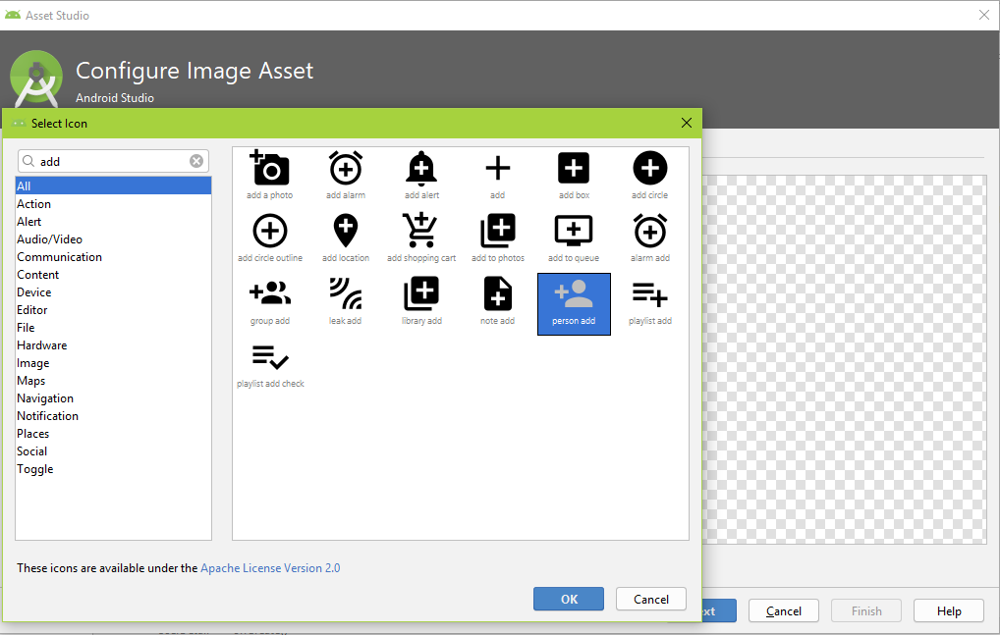 Asset Studio
Configure Image Asset
Android Studio
Select Icon
add
All
Action
Alert
Audio/Video
Communication
Content
Device
Editor
File
Hardware
Image
Maps
Navigation
Notification
Places
Social
Toggle
add a photo add alarm add alert add add box add circle
add circle outline add location add shopping cart add to photos add to queue alarm add
group add leak add library add note add person add playlist add
playlist add check
These icons are available under the Apache License Version 2.0
OK Cancel
Cancel Finish Help